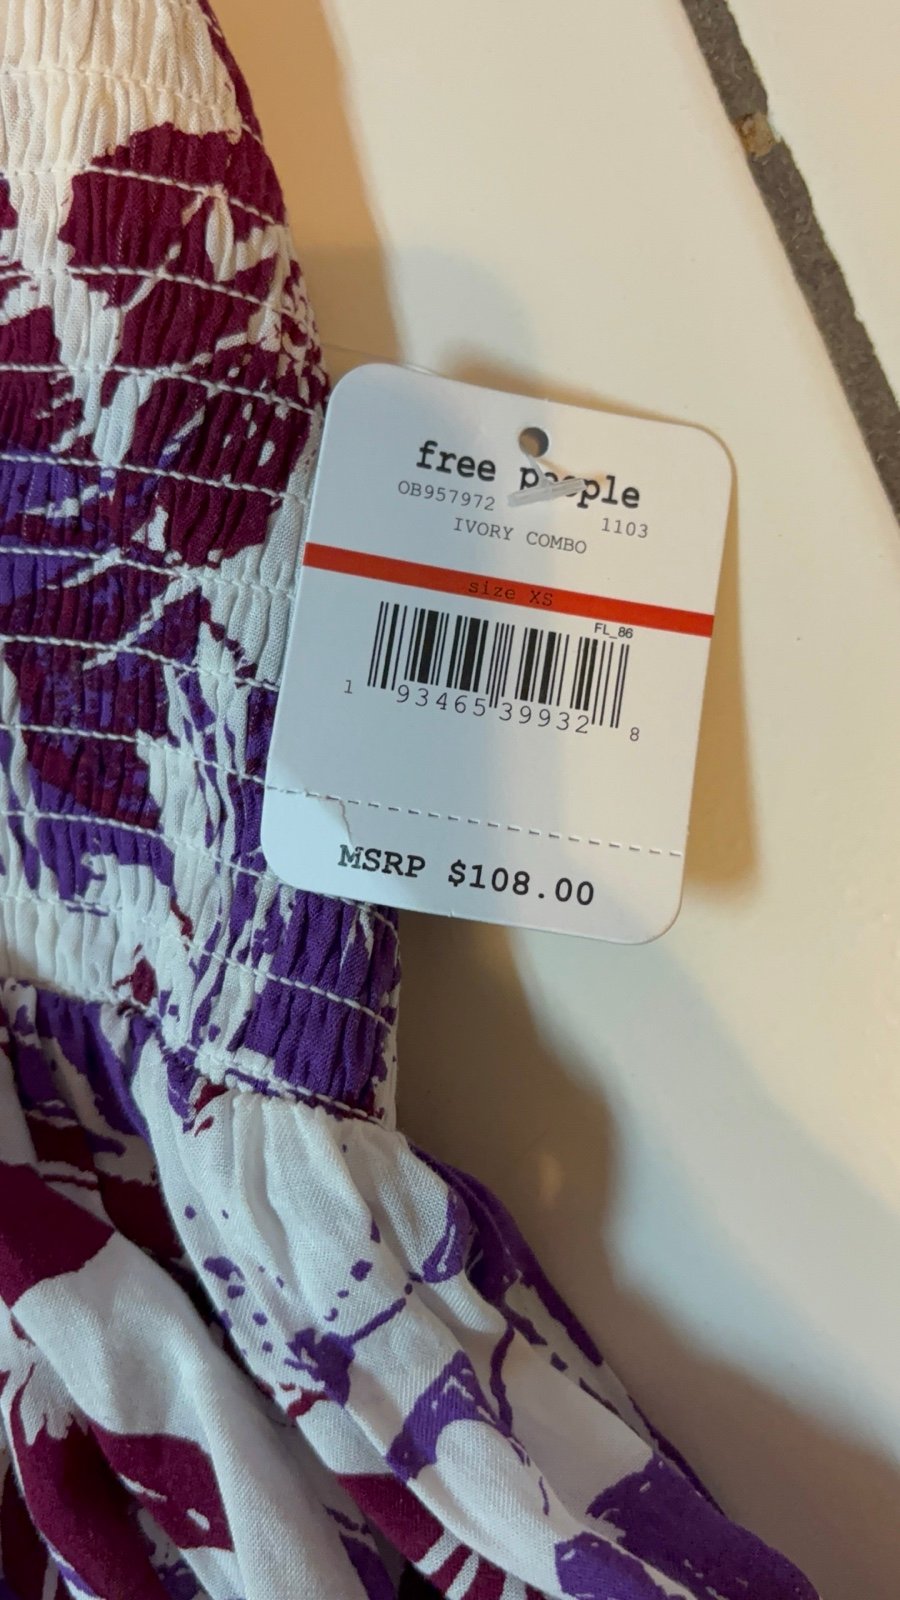 free people
OB957972 1103
IVORY COMBO
size XS
FL_86
1 93465 39932 8
MSRP $108.00